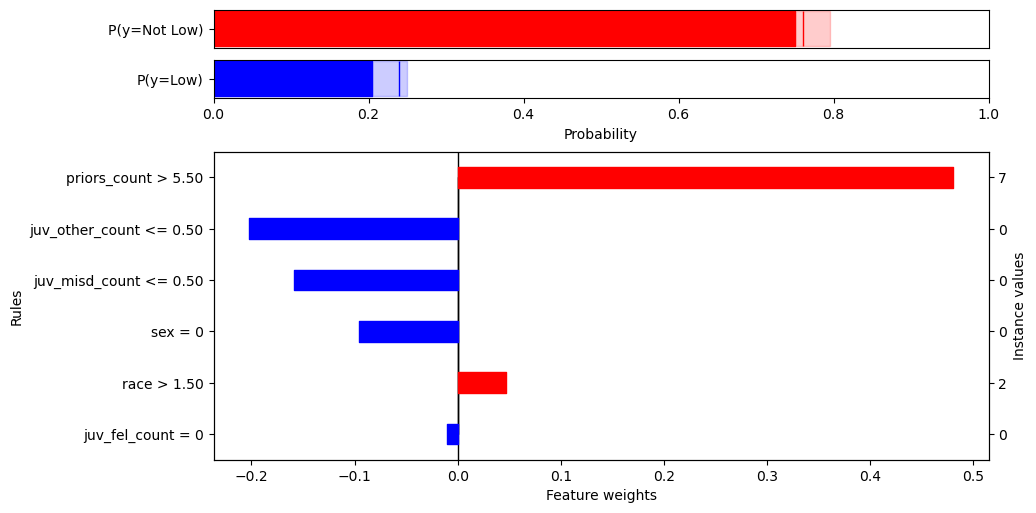 P(y=Not Low)
P(y=Low)
0.0 0.2 0.4 0.6 0.8 1.0
Probability
priors_count > 5.50 7
juv_other_count <= 0.50 0
juv_misd_count <= 0.50 0
sex = 0 0
race > 1.50 2
juv_fel_count = 0 0
Rules
Instance values
−0.2 −0.1 0.0 0.1 0.2 0.3 0.4 0.5
Feature weights